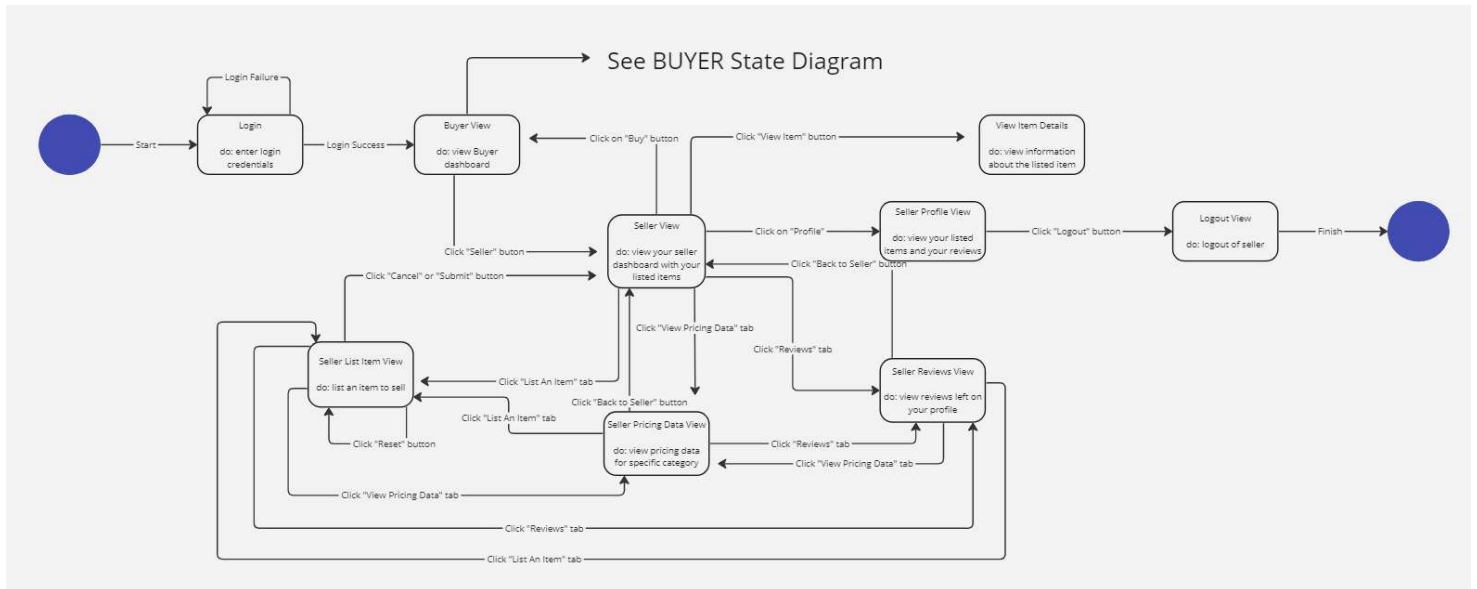 See BUYER State Diagram
Login Failure
Login
do: enter login
credentials
Start
Login Success
Buyer View
do: view Buyer
dashboard
Click on "Buy" button
Click "View Item" button
View Item Details
do: view information
about the listed item
Click "Seller" buton
Seller View
do: view your seller
dashboard with your
listed items
Click on "Profile"
Seller Profile View
do: view your listed
items and your reviews
Click "Logout" button
Logout View
do: logout of seller
Finish
Click "Back to Seller" button
Click "Cancel" or "Submit" button
Click "View Pricing Data" tab
Click "Reviews" tab
Seller List Item View
do: list an item to sell
Click "List An Item" tab
Seller Reviews View
do: view reviews left on
your profile
Click "Back to Seller" button
Click "List An Item" tab
Seller Pricing Data View
do: view pricing data
for specific category
Click "Reset" button
Click "Reviews" tab
Click "View Pricing Data" tab
Click "View Pricing Data" tab
Click "Reviews" tab
Click "List An Item" tab